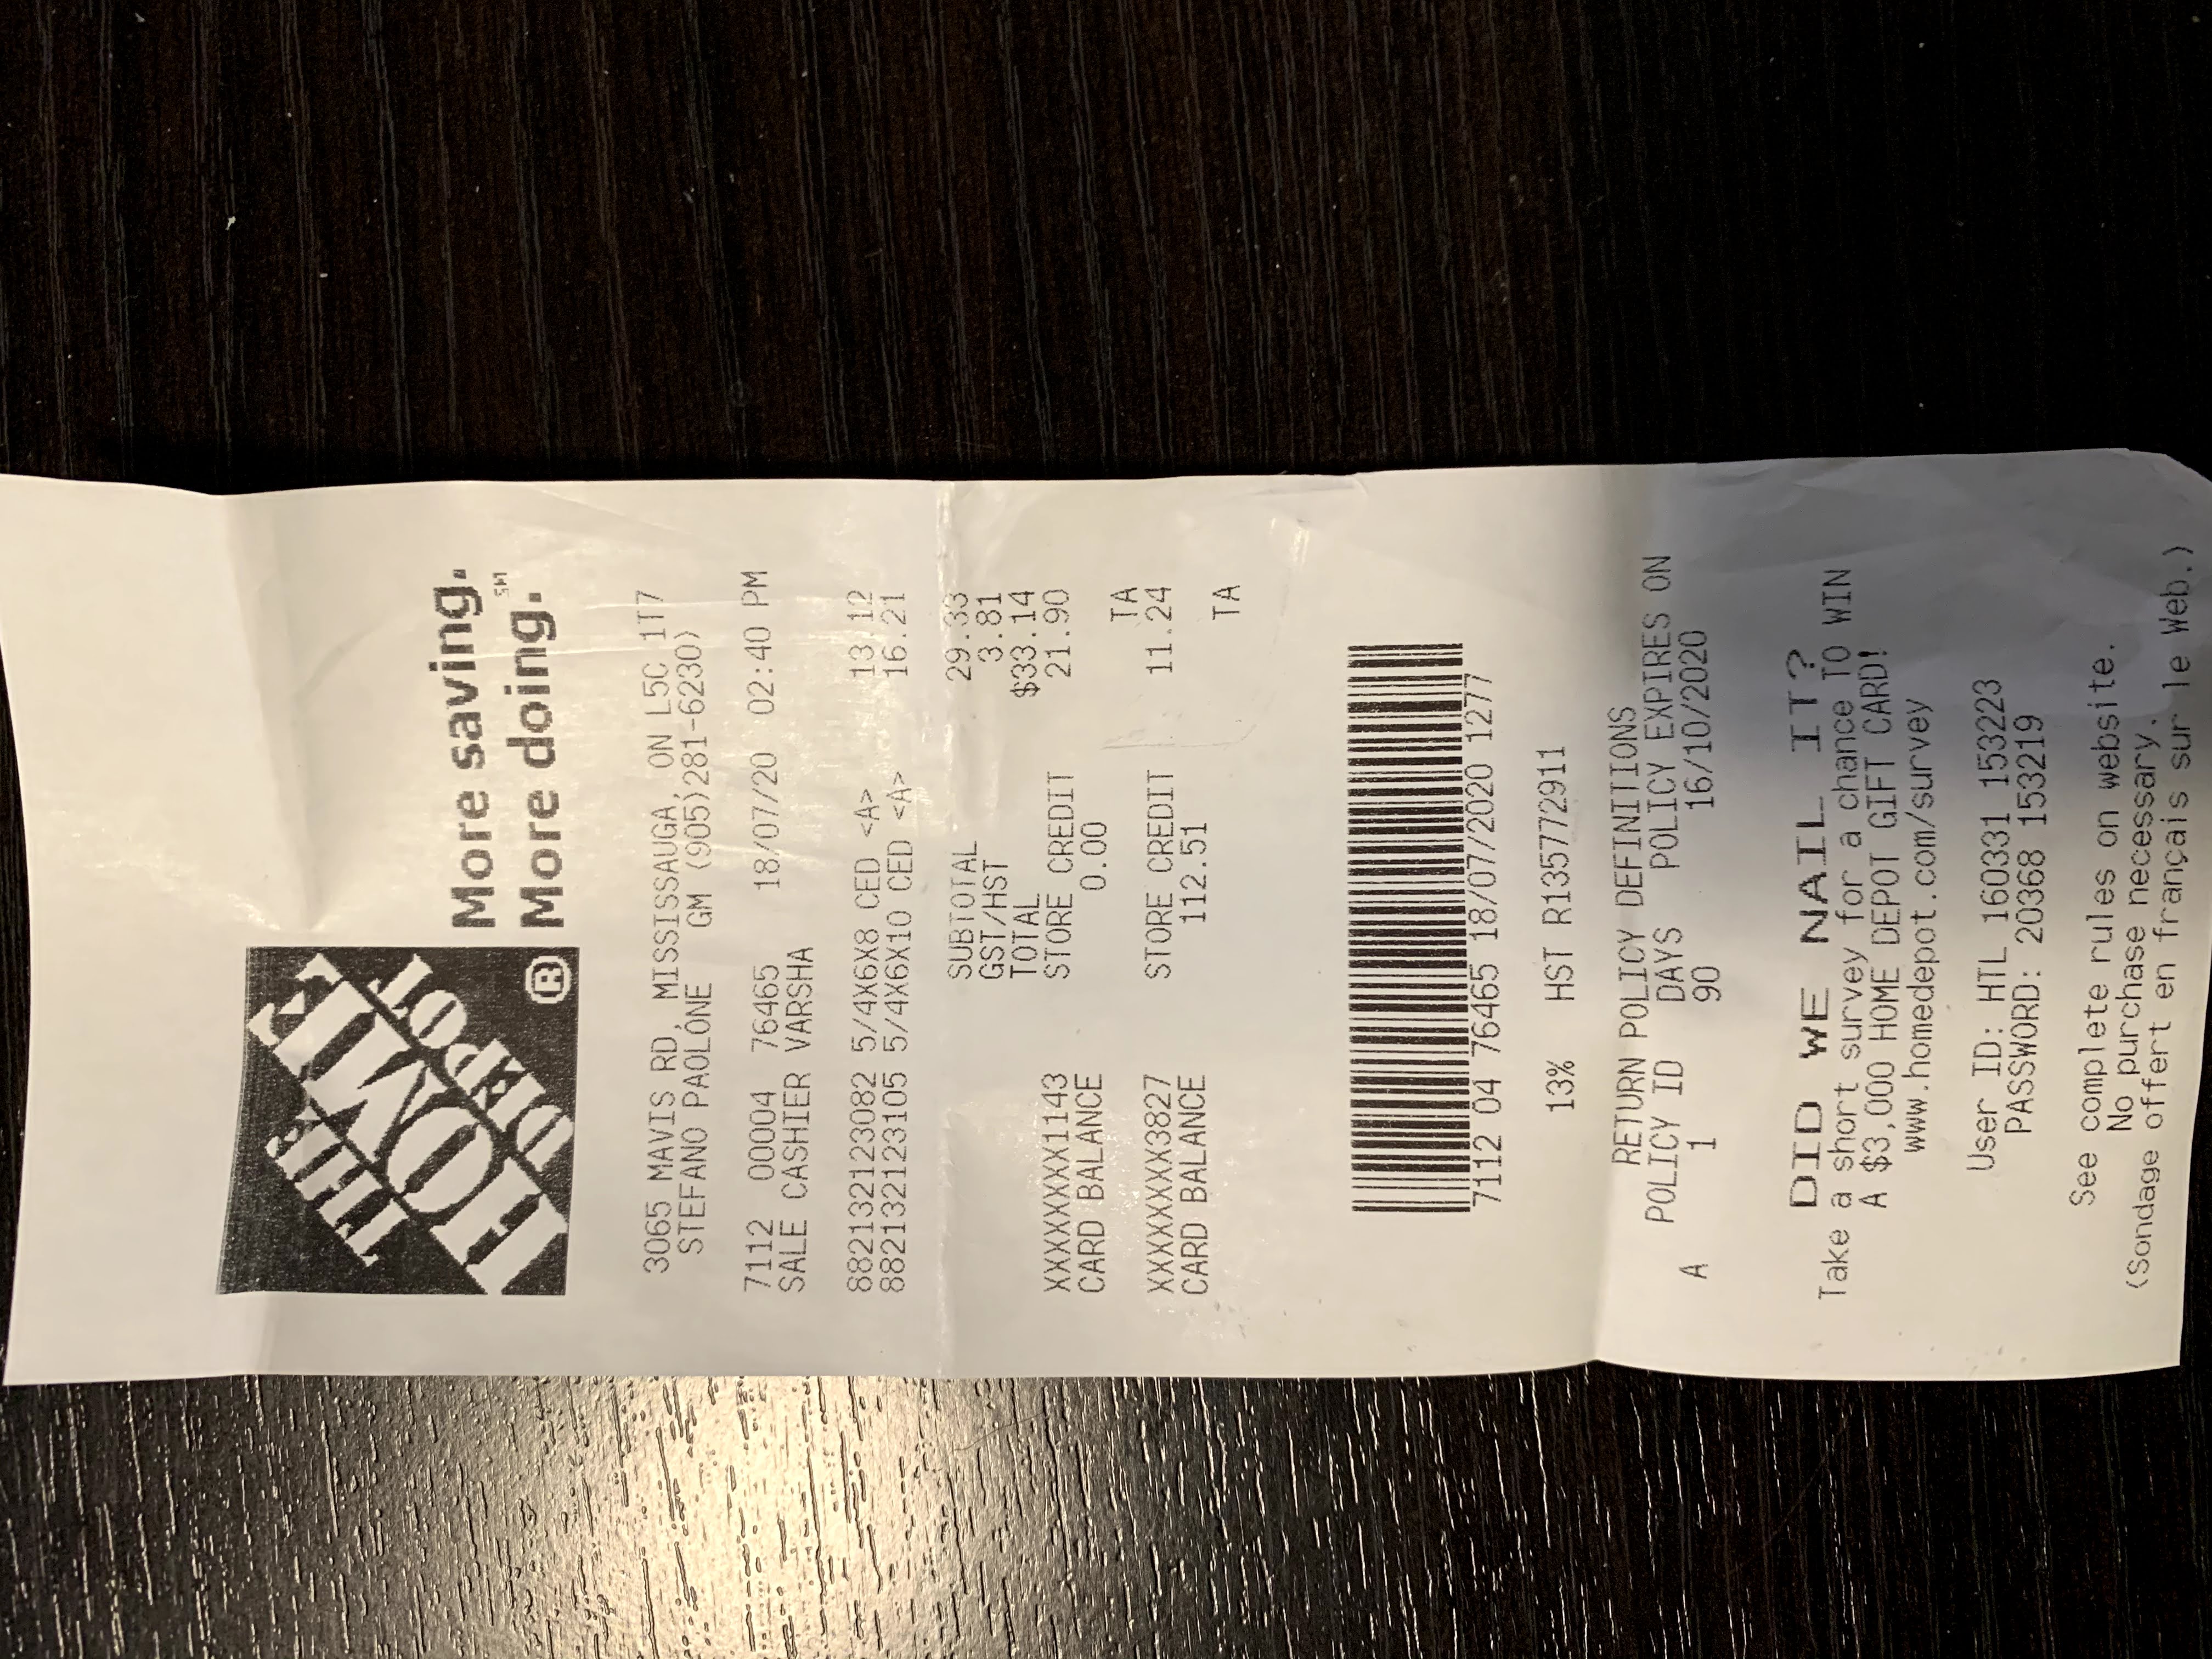 THE
HOME
DEPOT
®
More saving.
More doing.℠
3065 MAVIS RD, MISSISSAUGA, ON L5C 1T7
STEFANO PAOLONE GM (905)281-6230)
7112 00004 76465 18/07/20 02:40 PM
SALE CASHIER VARSHA
882132123082 5/4X6X8 CED <A> 13.12
882132123105 5/4X6X10 CED <A> 16.21
SUBTOTAL 29.33
GST/HST 3.81
TOTAL $33.14
XXXXXXXX1143 STORE CREDIT 21.90
CARD BALANCE 0.00
TA
XXXXXXXX3827 STORE CREDIT 11.24
CARD BALANCE 112.51
TA
7112 04 76465 18/07/2020 1277
13% HST R135772911
RETURN POLICY DEFINITIONS
POLICY ID DAYS POLICY EXPIRES ON
A 1 90 16/10/2020
DID WE NAIL IT?
Take a short survey for a chance TO WIN
A $3,000 HOME DEPOT GIFT CARD!
www.homedepot.com/survey
User ID: HTL 160331 153223
PASSWORD: 20368 153219
See complete rules on website.
No purchase necessary.
(Sondage offert en français sur le Web.)